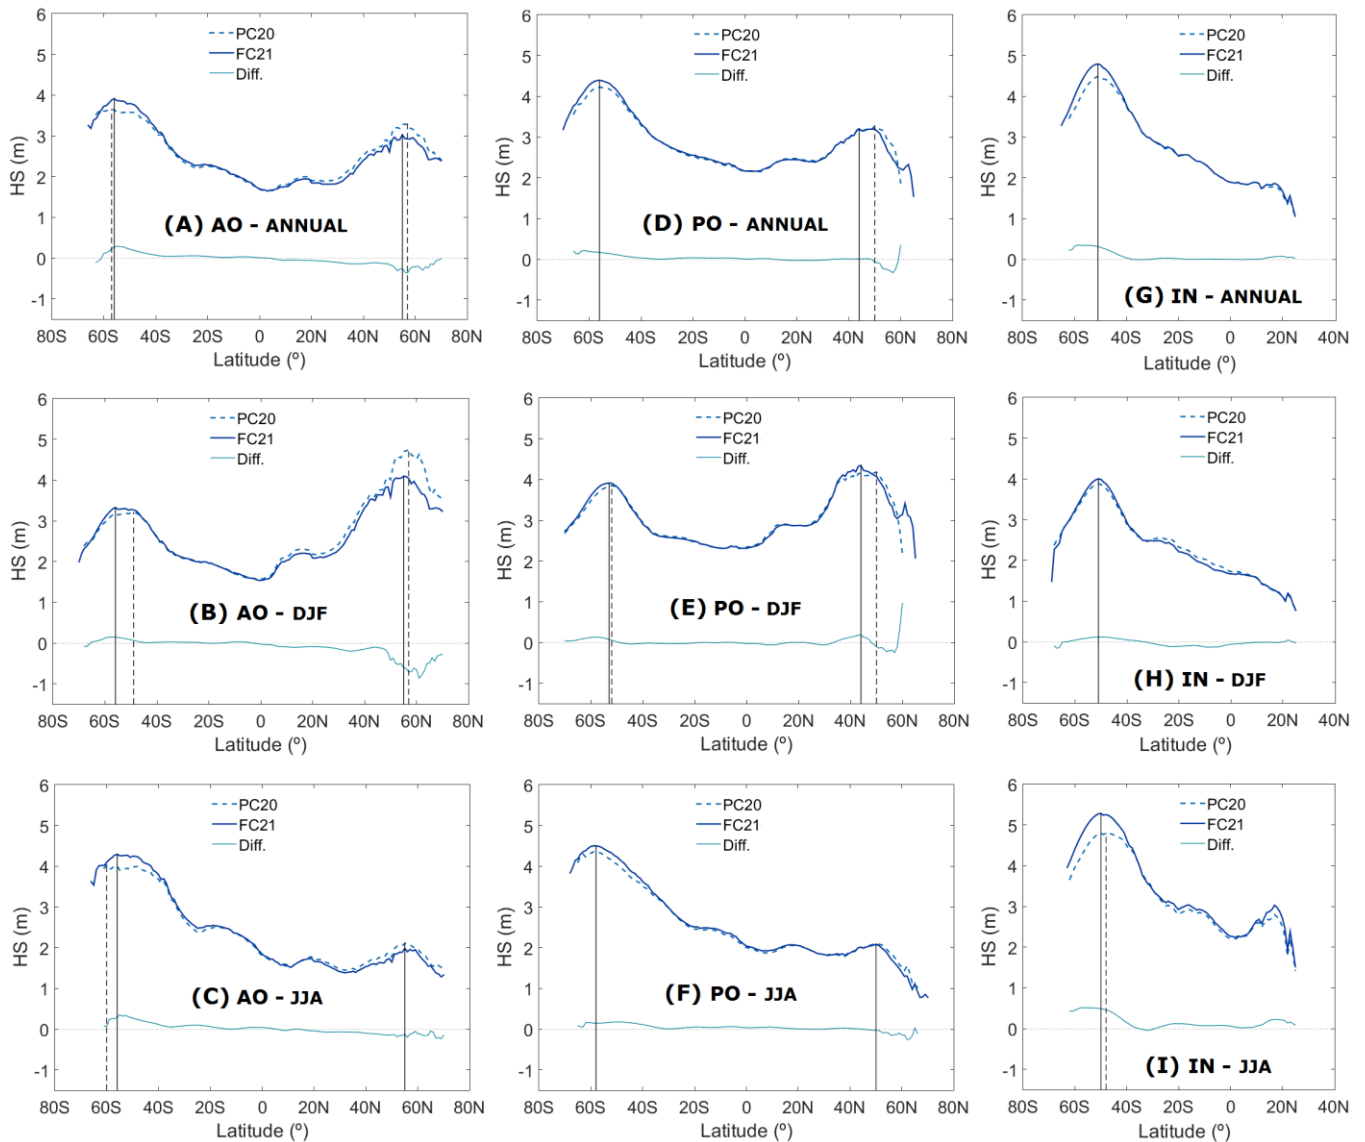 6
5
4
3
2
1
0
-1
HS (m)
PC20
FC21
Diff.
(A) AO - ANNUAL
80S 60S 40S 20S 0 20N 40N 60N 80N
Latitude (º)
6
5
4
3
2
1
0
-1
HS (m)
PC20
FC21
Diff.
(D) PO - ANNUAL
80S 60S 40S 20S 0 20N 40N 60N 80N
Latitude (º)
6
5
4
3
2
1
0
-1
HS (m)
PC20
FC21
Diff.
(G) IN - ANNUAL
80S 60S 40S 20S 0 20N 40N
Latitude (º)
6
5
4
3
2
1
0
-1
HS (m)
PC20
FC21
Diff.
(B) AO - DJF
80S 60S 40S 20S 0 20N 40N 60N 80N
Latitude (º)
6
5
4
3
2
1
0
-1
HS (m)
PC20
FC21
Diff.
(E) PO - DJF
80S 60S 40S 20S 0 20N 40N 60N 80N
Latitude (º)
6
5
4
3
2
1
0
-1
HS (m)
PC20
FC21
Diff.
(H) IN - DJF
80S 60S 40S 20S 0 20N 40N
Latitude (º)
6
5
4
3
2
1
0
-1
HS (m)
PC20
FC21
Diff.
(C) AO - JJA
80S 60S 40S 20S 0 20N 40N 60N 80N
Latitude (º)
6
5
4
3
2
1
0
-1
HS (m)
PC20
FC21
Diff.
(F) PO - JJA
80S 60S 40S 20S 0 20N 40N 60N 80N
Latitude (º)
6
5
4
3
2
1
0
-1
HS (m)
PC20
FC21
Diff.
(I) IN - JJA
80S 60S 40S 20S 0 20N 40N
Latitude (º)